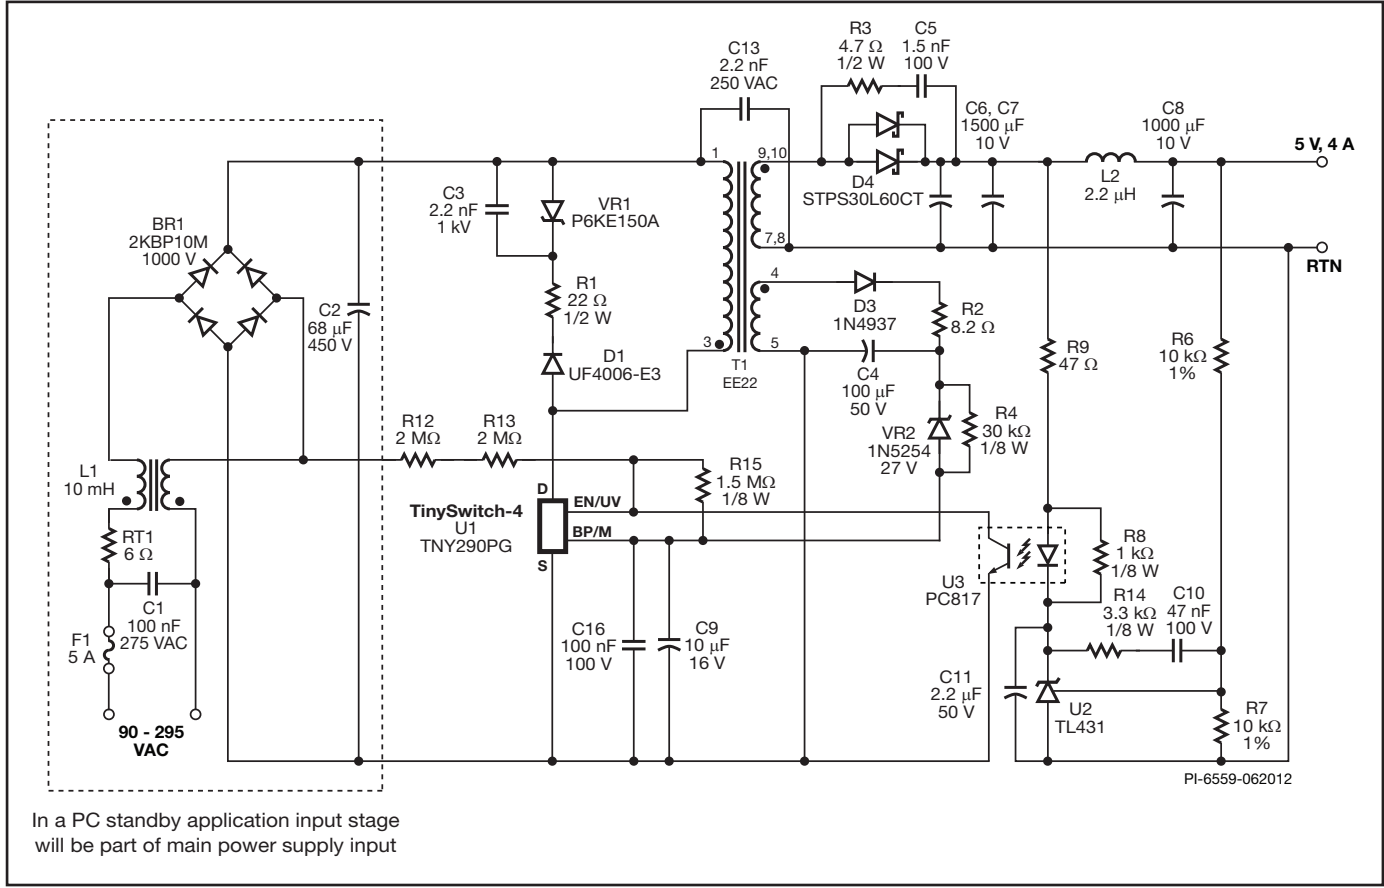 R3
4.7 Ω
1/2 W
C5
1.5 nF
100 V
C13
2.2 nF
250 VAC
C6, C7
1500 µF
10 V
C8
1000 µF
10 V
5 V, 4 A
1
9,10
D4
STPS30L60CT
L2
2.2 µH
C3
2.2 nF
1 kV
VR1
P6KE150A
BR1
2KBP10M
1000 V
7,8
RTN
4
R1
22 Ω
1/2 W
D3
1N4937
R2
8.2 Ω
C2
68 µF
450 V
3
5
T1
EE22
D1
UF4006-E3
C4
100 µF
50 V
R9
47 Ω
R6
10 kΩ
1%
R12
2 MΩ
R13
2 MΩ
VR2
1N5254
27 V
R4
30 kΩ
1/8 W
L1
10 mH
R15
1.5 MΩ
1/8 W
D
EN/UV
TinySwitch-4
U1
TNY290PG
BP/M
S
RT1
6 Ω
C1
100 nF
275 VAC
F1
5 A
U3
PC817
R8
1 kΩ
1/8 W
R14
3.3 kΩ
1/8 W
C10
47 nF
100 V
C16
100 nF
100 V
C9
10 µF
16 V
C11
2.2 µF
50 V
U2
TL431
R7
10 kΩ
1%
90 - 295
VAC
PI-6559-062012
In a PC standby application input stage
will be part of main power supply input